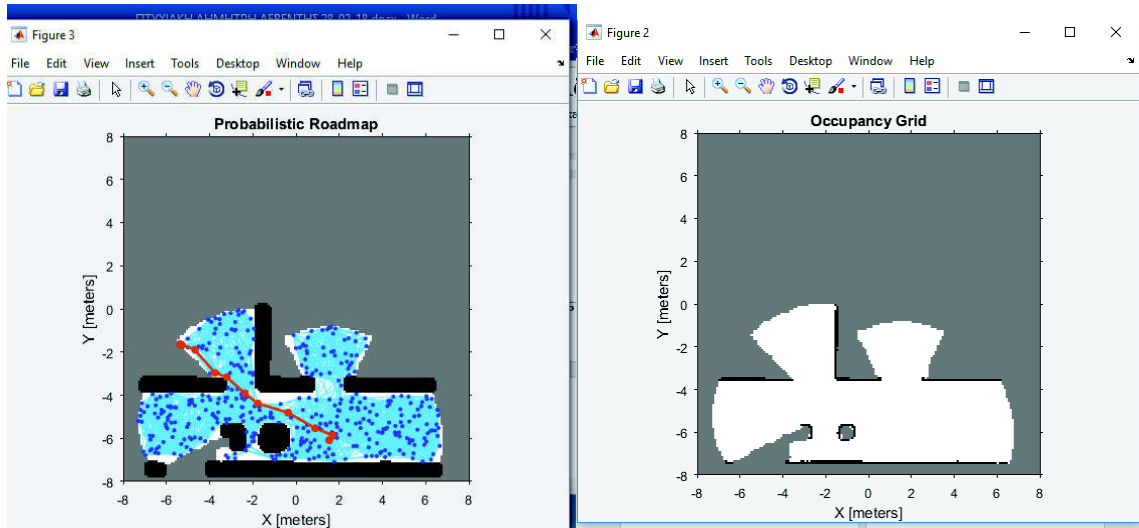 ΠΤΥΧΙΑΚΗ ΔΗΜΗΤΡΗ ΛΕΒΕΝΤΗΣ 28-02-18.docx - Word
Figure 3
File Edit View Insert Tools Desktop Window Help
Probabilistic Roadmap
8
6
4
2
0
-2
-4
-6
-8
Y [meters]
-8 -6 -4 -2 0 2 4 6 8
X [meters]
Figure 2
File Edit View Insert Tools Desktop Window Help
Occupancy Grid
8
6
4
2
0
-2
-4
-6
-8
Y [meters]
-8 -6 -4 -2 0 2 4 6 8
X [meters]